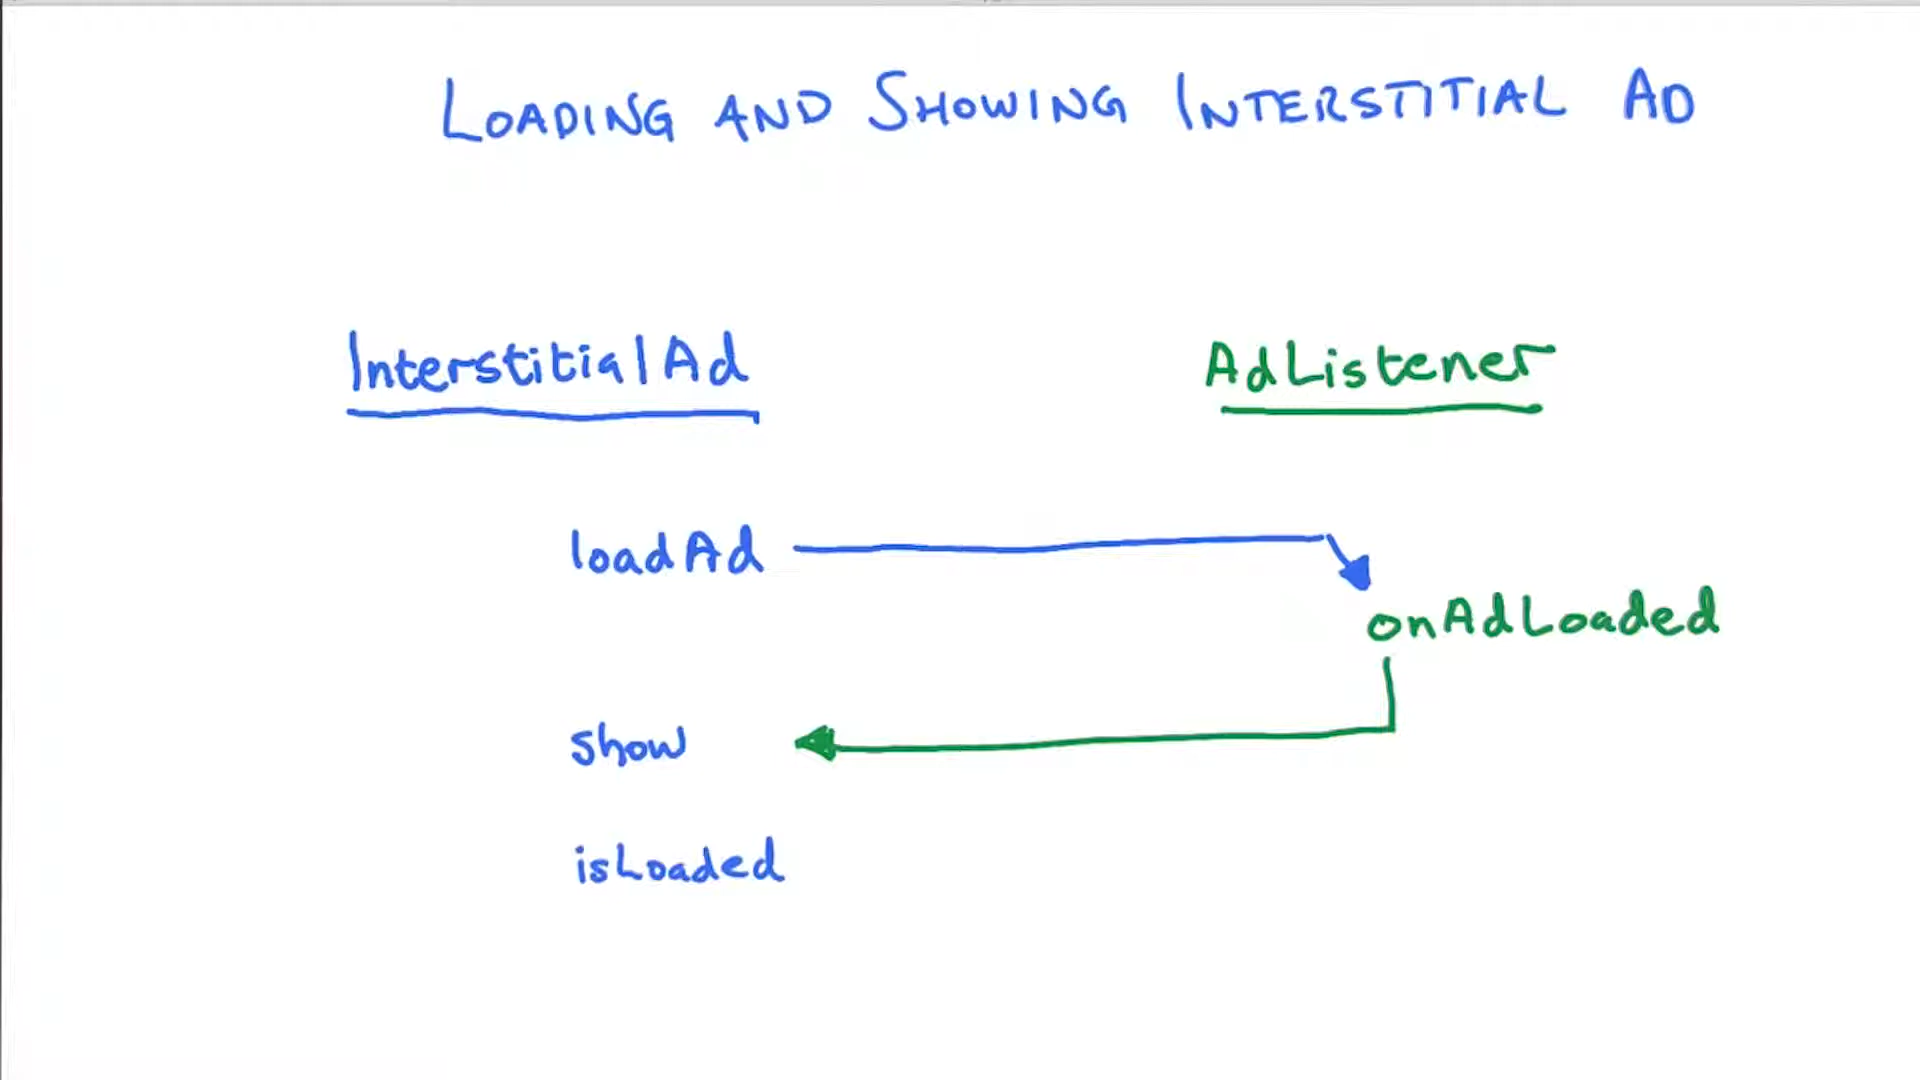 LOADING AND SHOWING INTERSTITIAL AD
InterstitialAd
AdListener
loadAd
onAdLoaded
show
isLoaded